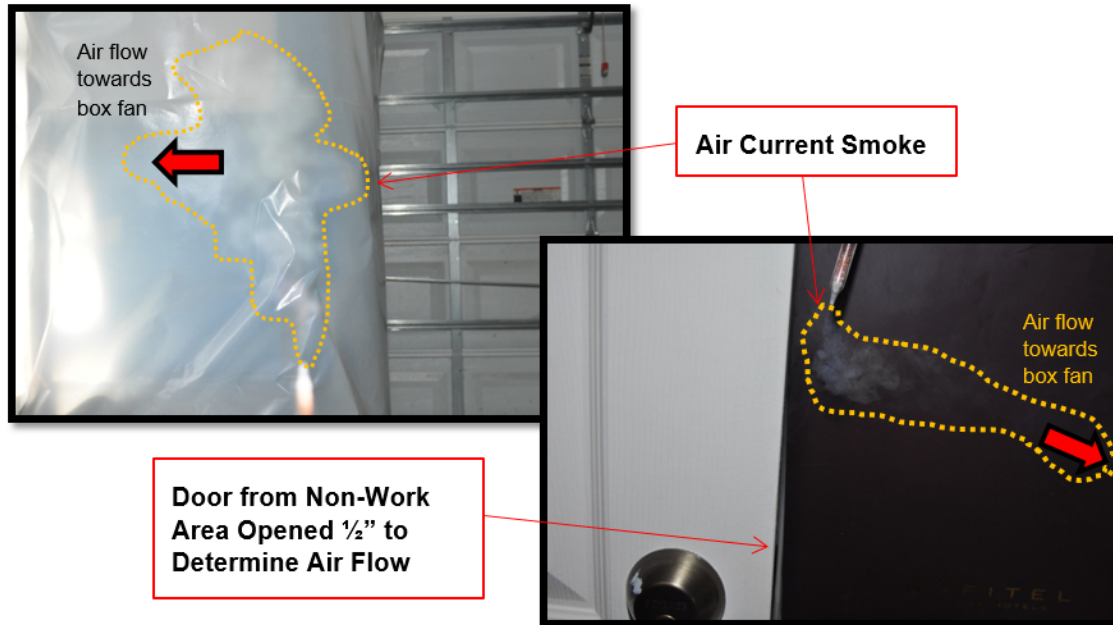 Air flow
towards
box fan
Air Current Smoke
Air flow
towards
box fan
Door from Non-Work
Area Opened ½” to
Determine Air Flow